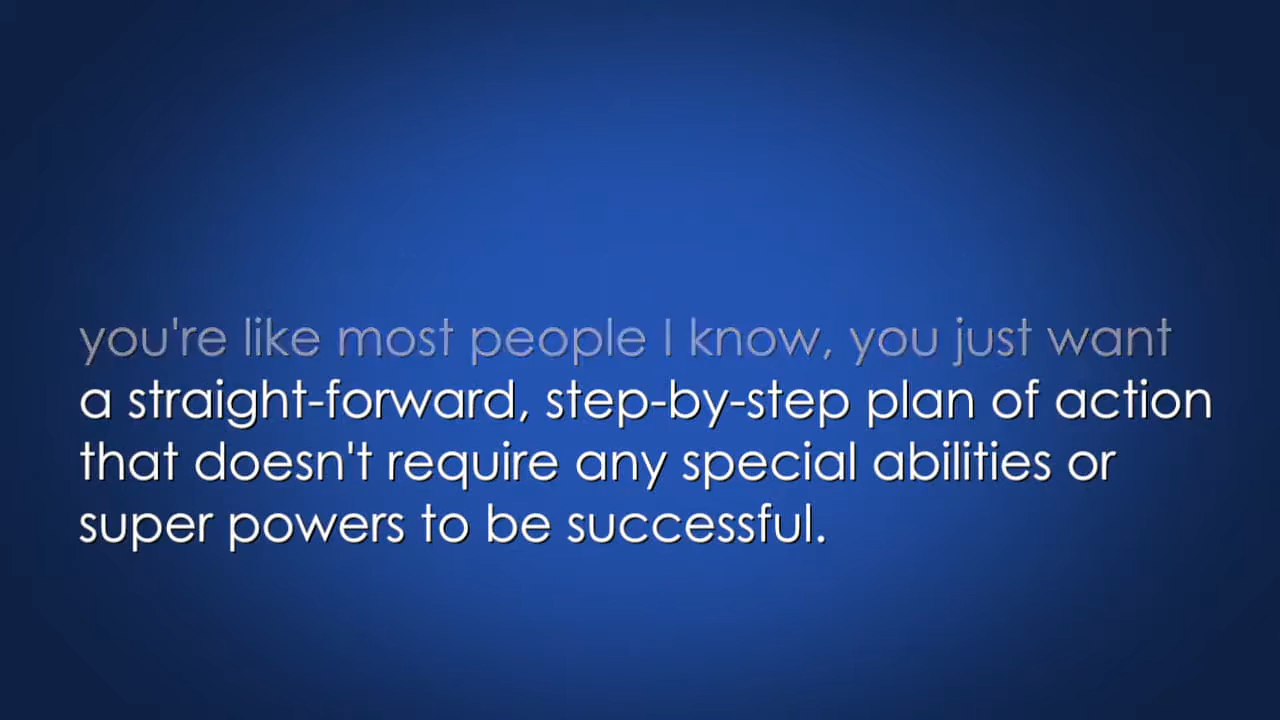 you're like most people I know, you just want
a straight-forward, step-by-step plan of action
that doesn't require any special abilities or
super powers to be successful.